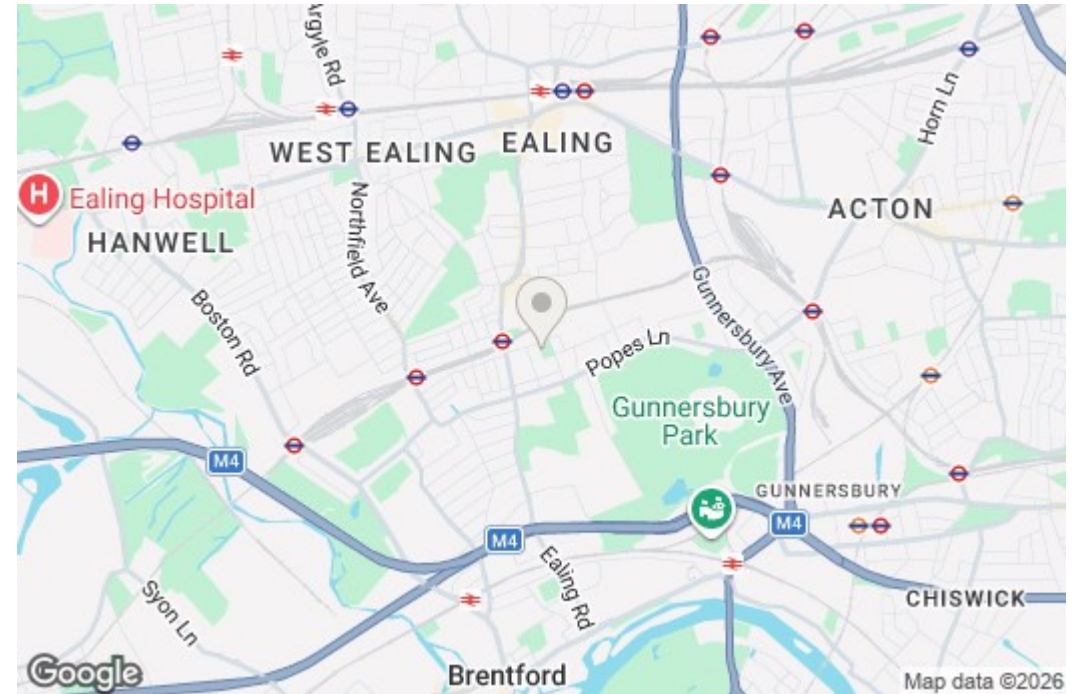 Argyle Rd
Horn Ln
WEST EALING
EALING
H
Ealing Hospital
ACTON
HANWELL
Northfield Ave
Boston Rd
Gunnersbury Ave
Popes Ln
Gunnersbury
Park
M4
GUNNERSBURY
M4
M4
Ealing Rd
Syon Ln
CHISWICK
Brentford
Google
Map data ©2026